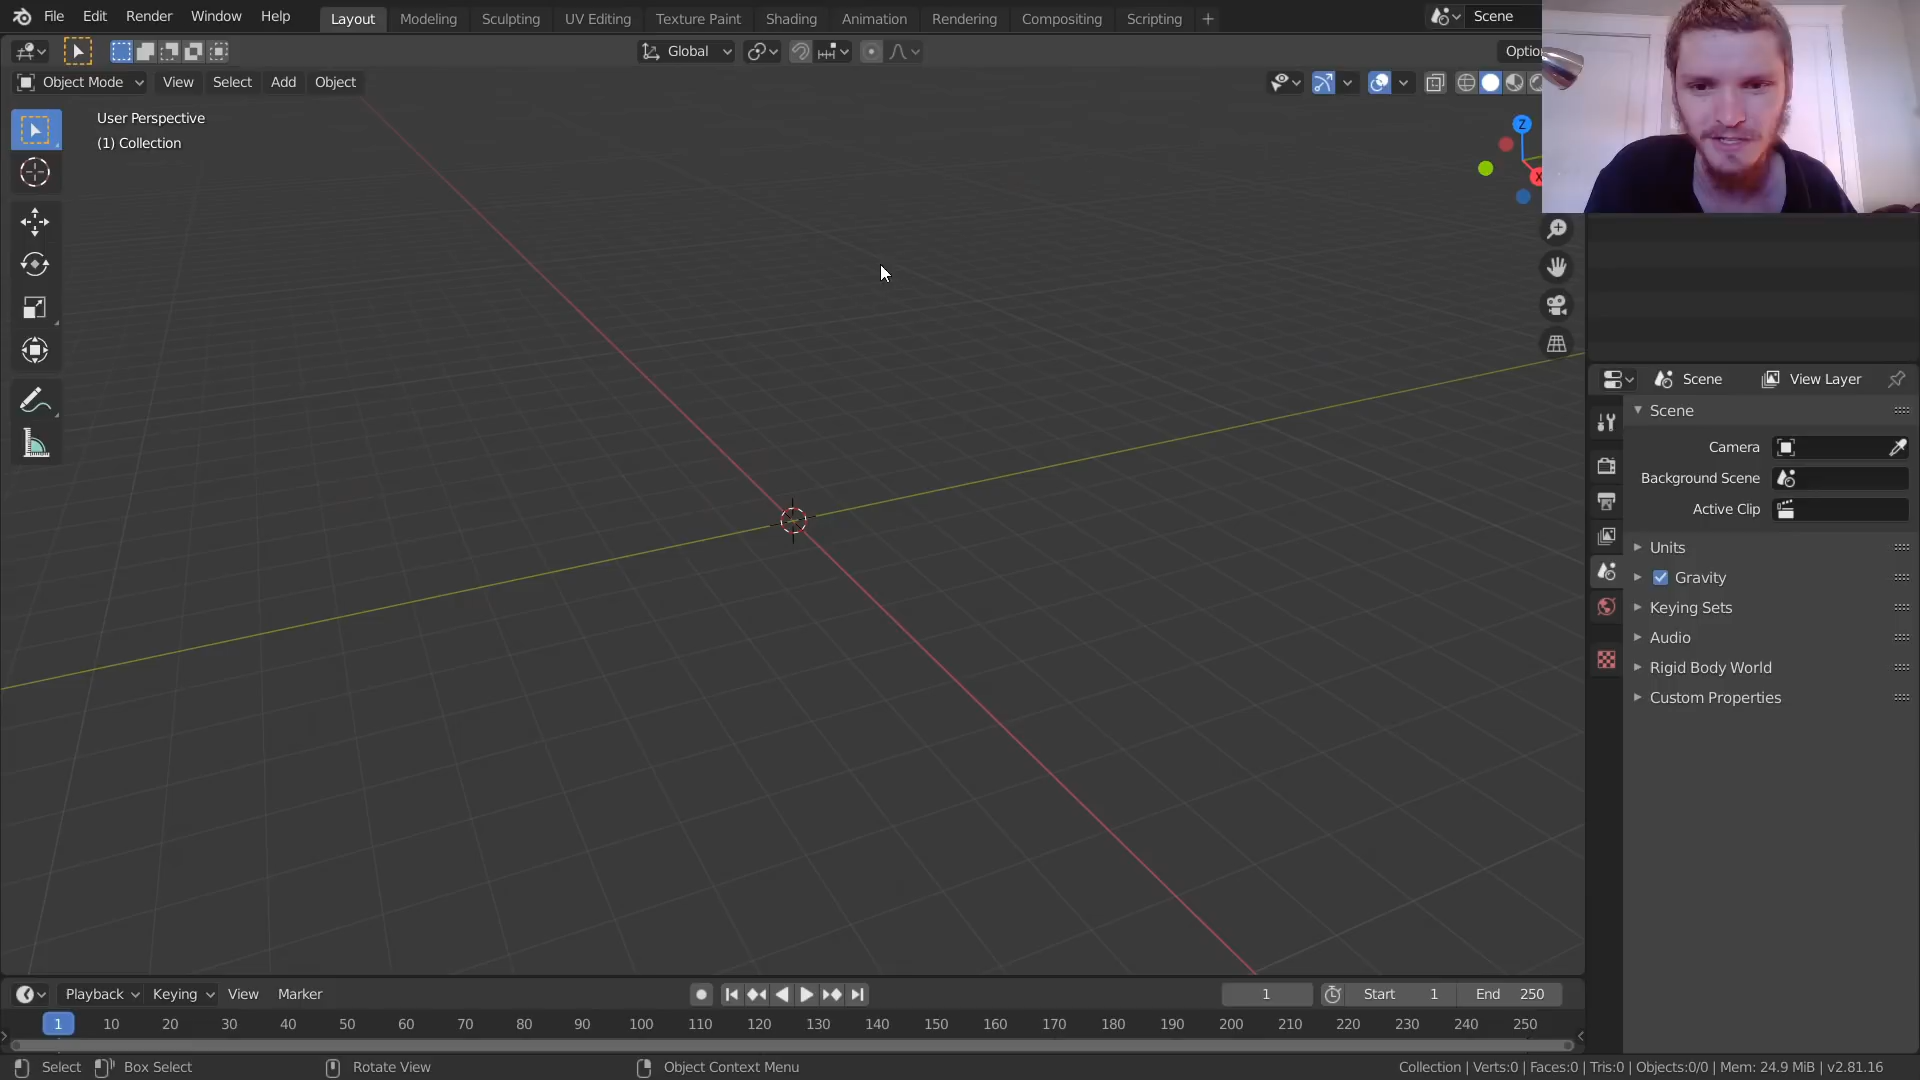 File Edit Render Window Help Layout Modeling Sculpting UV Editing Texture Paint Shading Animation Rendering Compositing Scripting + Scene
Global Optio
Object Mode View Select Add Object
User Perspective
(1) Collection
Z
X
Scene View Layer
Scene
Camera
Background Scene
Active Clip
Units
Gravity
Keying Sets
Audio
Rigid Body World
Custom Properties
Playback Keying View Marker 1 Start 1 End 250
1 10 20 30 40 50 60 70 80 90 100 110 120 130 140 150 160 170 180 190 200 210 220 230 240 250
Select Box Select Rotate View Object Context Menu Collection | Verts:0 | Faces:0 | Tris:0 | Objects:0/0 | Mem: 24.9 MiB | v2.81.16